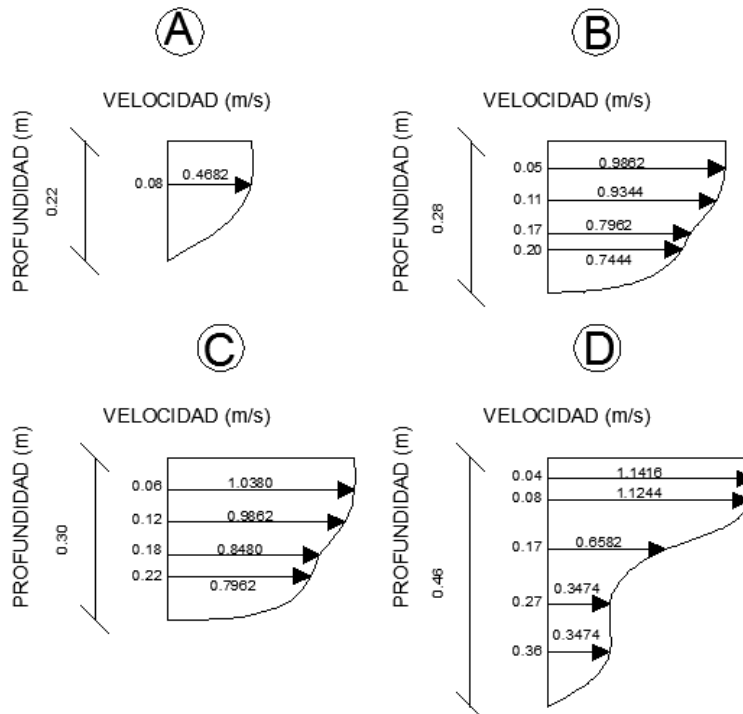 A
VELOCIDAD (m/s)
PROFUNDIDAD (m)
0.22
0.08
0.4682
B
VELOCIDAD (m/s)
PROFUNDIDAD (m)
0.28
0.05
0.9862
0.11
0.9344
0.17
0.7962
0.20
0.7444
C
VELOCIDAD (m/s)
PROFUNDIDAD (m)
0.30
0.06
1.0380
0.12
0.9862
0.18
0.8480
0.22
0.7962
D
VELOCIDAD (m/s)
PROFUNDIDAD (m)
0.46
0.04
1.1416
0.08
1.1244
0.17
0.6582
0.27
0.3474
0.36
0.3474